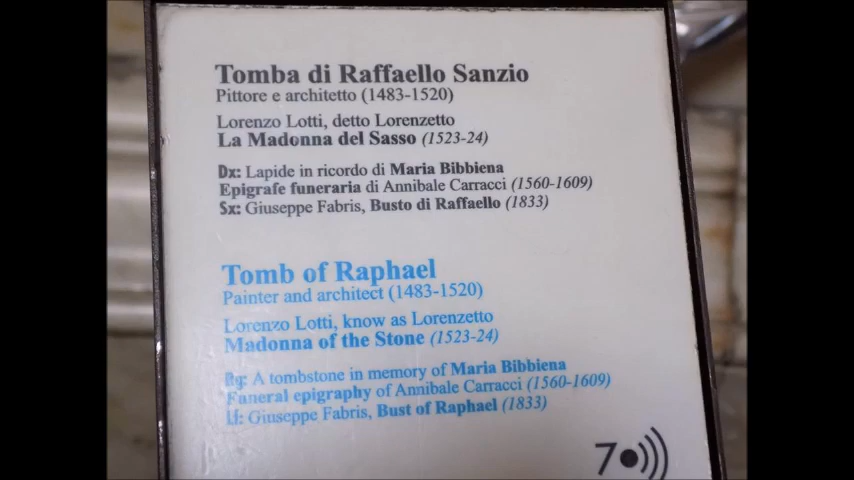 Tomba di Raffaello Sanzio
Pittore e architetto (1483-1520)
Lorenzo Lotti, detto Lorenzetto
La Madonna del Sasso (1523-24)
Dx: Lapide in ricordo di Maria Bibbiena
Epigrafe funeraria di Annibale Carracci (1560-1609)
Sx: Giuseppe Fabris, Busto di Raffaello (1833)
Tomb of Raphael
Painter and architect (1483-1520)
Lorenzo Lotti, know as Lorenzetto
Madonna of the Stone (1523-24)
Rg: A tombstone in memory of Maria Bibbiena
Funeral epigraphy of Annibale Carracci (1560-1609)
Lf: Giuseppe Fabris, Bust of Raphael (1833)
7